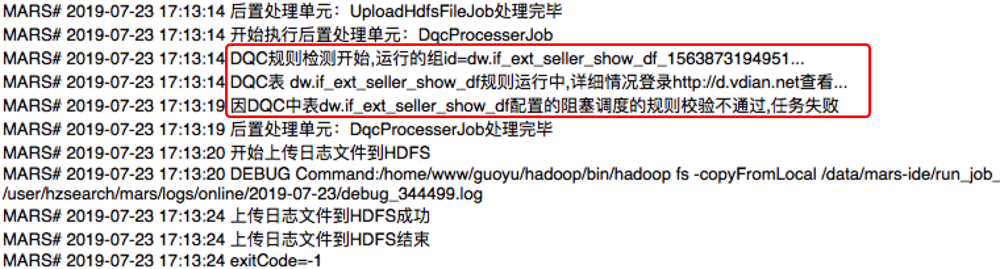 MARS# 2019-07-23 17:13:14 后置处理单元：UploadHdfsFileJob处理完毕
MARS# 2019-07-23 17:13:14 开始执行后置处理单元：DqcProcesserJob
MARS# 2019-07-23 17:13:14 DQC规则检测开始,运行的组id=dw.if_ext_seller_show_df_1563873194951...
MARS# 2019-07-23 17:13:14 DQC表 dw.if_ext_seller_show_df规则运行中,详细情况登录http://d.vdian.net查看...
MARS# 2019-07-23 17:13:19 因DQC中表dw.if_ext_seller_show_df配置的阻塞调度的规则校验不通过,任务失败
MARS# 2019-07-23 17:13:19 后置处理单元：DqcProcesserJob处理完毕
MARS# 2019-07-23 17:13:20 开始上传日志文件到HDFS
MARS# 2019-07-23 17:13:20 DEBUG Command:/home/www/guoyu/hadoop/bin/hadoop fs -copyFromLocal /data/mars-ide/run_job_
/user/hzsearch/mars/logs/online/2019-07-23/debug_344499.log
MARS# 2019-07-23 17:13:24 上传日志文件到HDFS成功
MARS# 2019-07-23 17:13:24 上传日志文件到HDFS结束
MARS# 2019-07-23 17:13:24 exitCode=-1